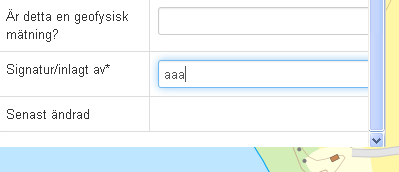 Är detta en geofysisk
mätning?
Signatur/inlagt av*
aaa
Senast ändrad